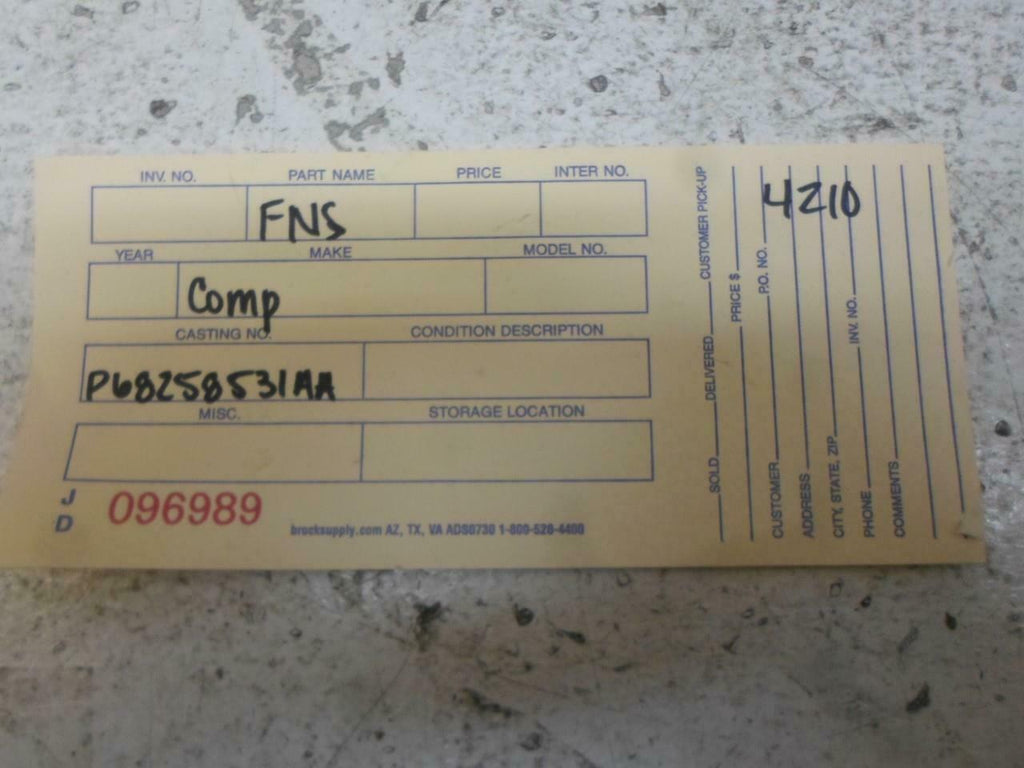 INV. NO. PART NAME PRICE INTER NO.
FNS
YEAR MAKE MODEL NO.
Comp
CASTING NO. CONDITION DESCRIPTION
P68258531AA
MISC. STORAGE LOCATION
J
D
096989
brocksupply.com AZ, TX, VA ADS0730 1-800-528-4400
SOLD DELIVERED CUSTOMER PICK-UP
PRICE $
4210
CUSTOMER P.O. NO.
ADDRESS
CITY, STATE, ZIP
PHONE INV. NO.
COMMENTS